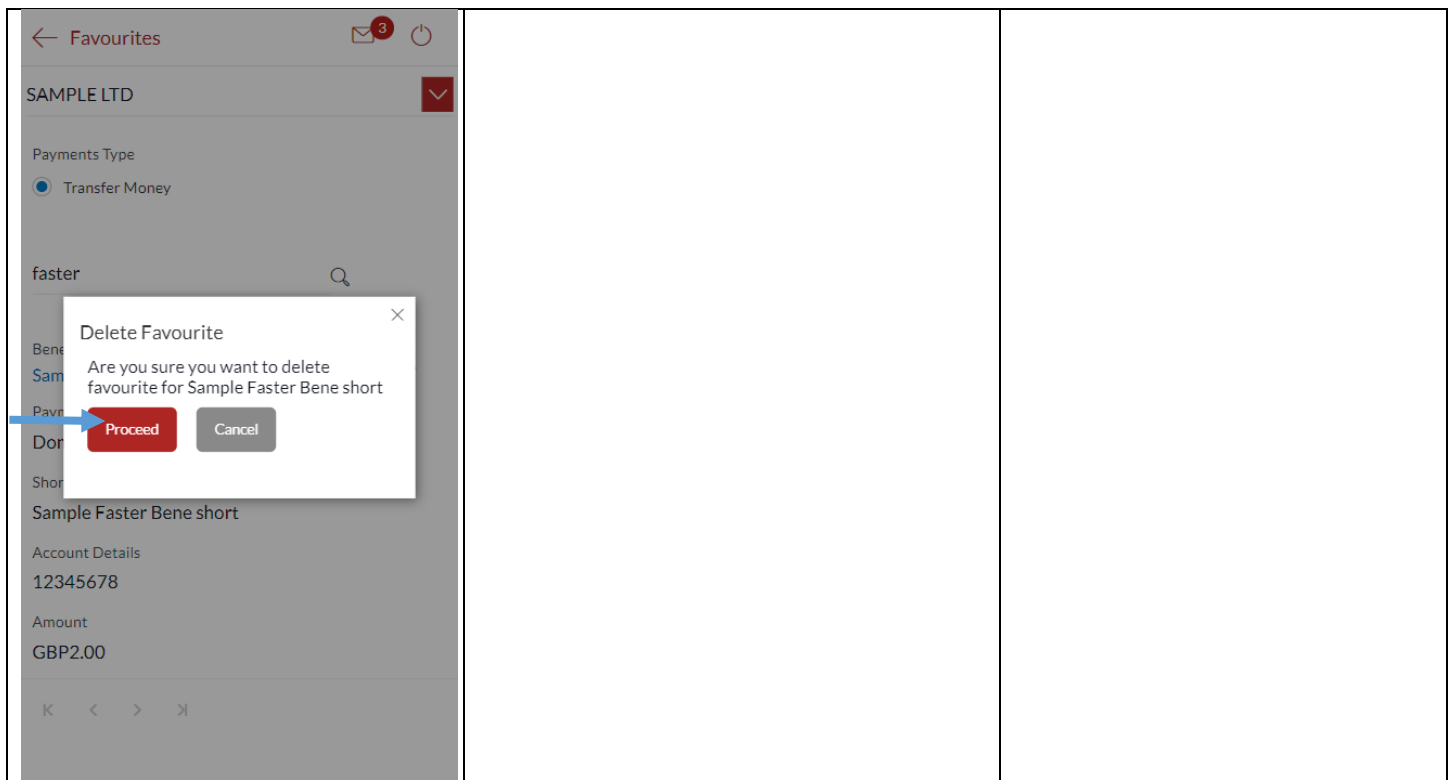 Favourites
3
SAMPLE LTD
Payments Type
Transfer Money
faster
Delete Favourite
Are you sure you want to delete
favourite for Sample Faster Bene short
Proceed
Cancel
Sample Faster Bene short
Account Details
12345678
Amount
GBP2.00